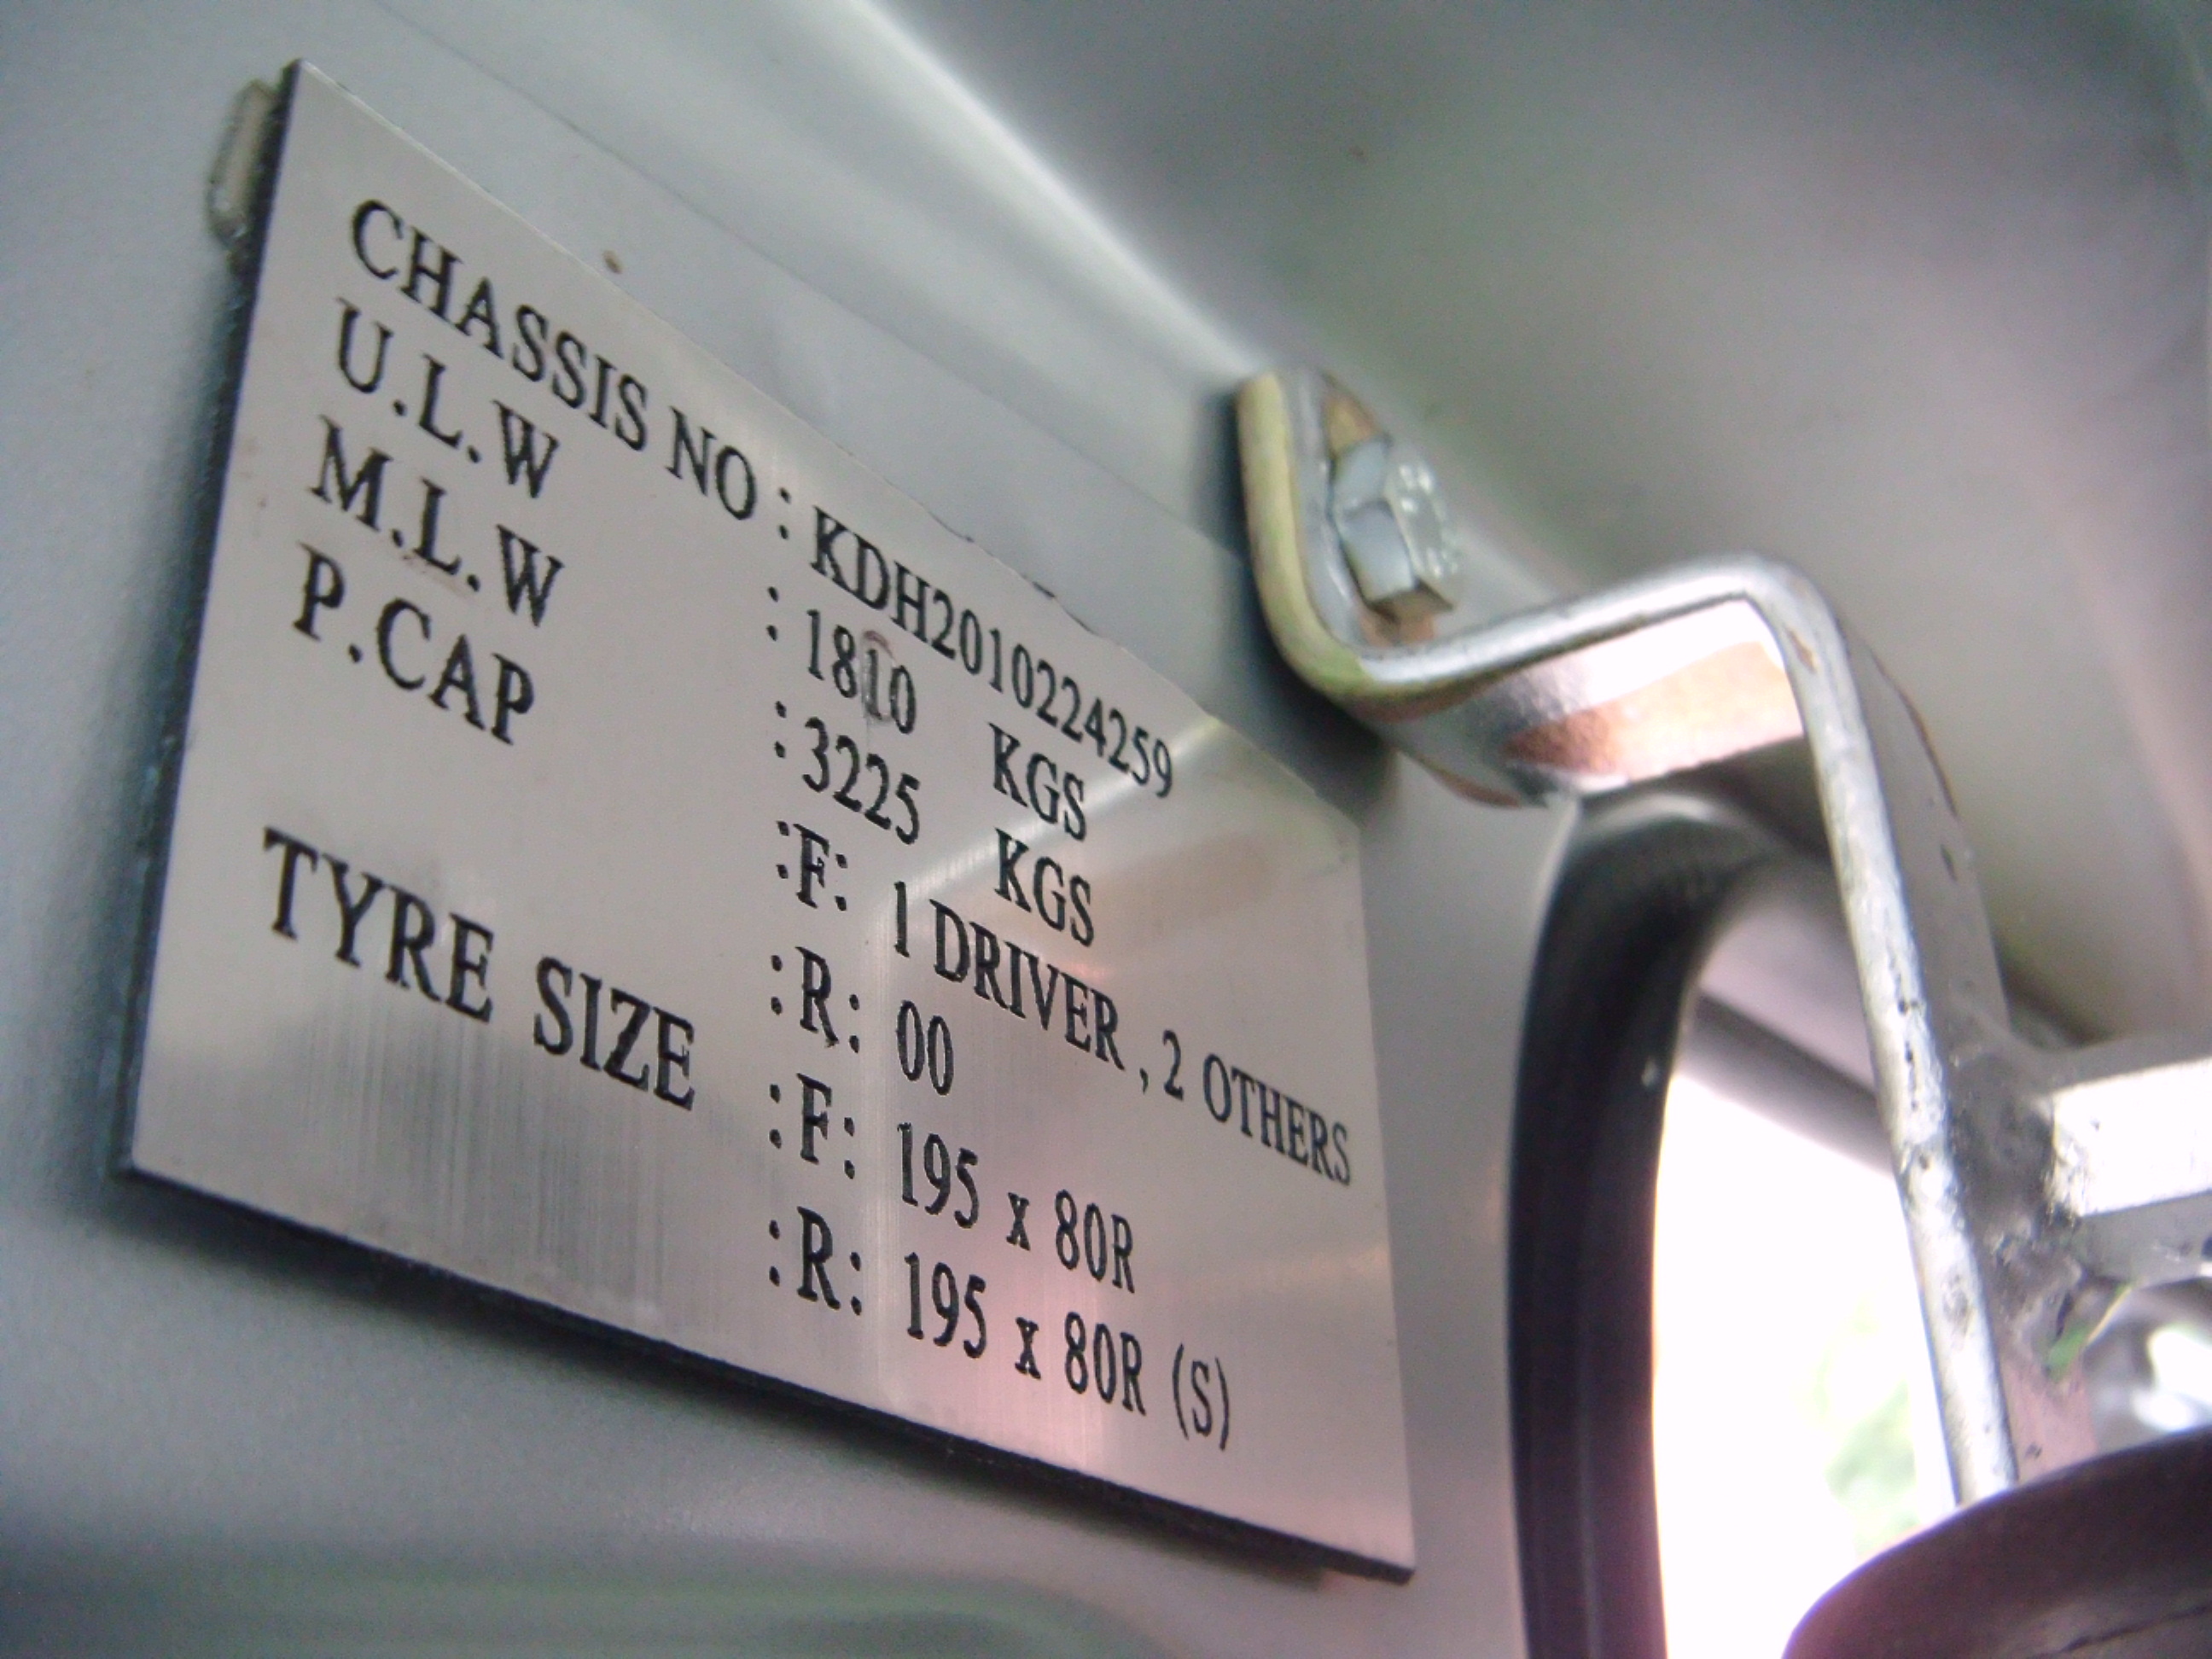 CHASSIS NO : KDH2010224259
U.L.W : 1810 KGS
M.L.W : 3225 KGS
P.CAP :F: 1 DRIVER , 2 OTHERS
:R: 00
TYRE SIZE :F: 195 x 80R
:R: 195 x 80R (S)